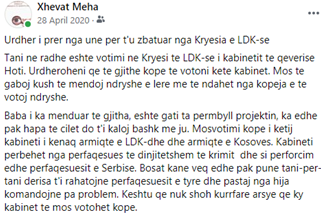 Xhevat Meha
28 April 2020
Urdher i prer nga une per t'u zbatuar nga Kryesia e LDK-se
Tani ne radhe eshte votimi ne Kryesi te LDK-se i kabinetit te qeverise
Hoti. Urdheroheni qe te gjithe kope te votoni kete kabinet. Mos te
gaboj kush te mendoj ndryshe e lere me te ndahet nga kopeja e te
votoj ndryshe.
Baba i ka menduar te gjitha, eshte gati ta permbyll projektin, ka edhe
pak hapa te cilet do t'i kaloj bashk me ju. Mosvotimi kope i ketij
kabineti i kenaq armiqte e LDK-dhe dhe armiqte e Kosoves. Kabineti
perbehet nga perfaqesues te dinjitetshem te krimit dhe si perforcim
edhe perfaqesuesit e Serbise. Bosat kane veq edhe pak pune tani-per-
tani derisa t'i rahatojne perfaqesuesit e tyre dhe pastaj nga hija
komandojne pa problem. Keshtu qe nuk shoh kurrfare arsye qe ky
kabinet te mos votohet kope.